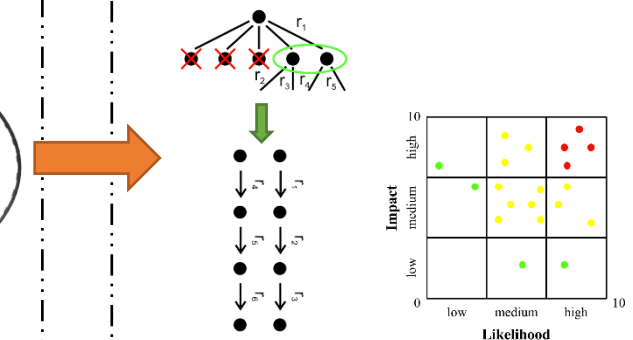 r1
r2
r3
r4
r5
r4
r1
r5
r2
r6
r3
10
high
medium
low
Impact
0
low
medium
high
10
Likelihood